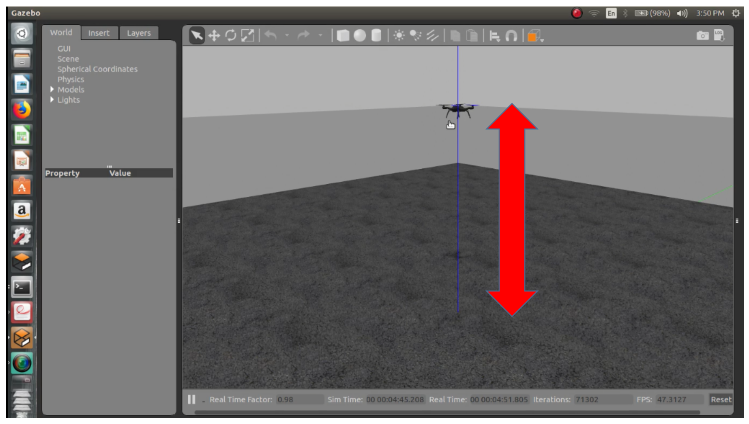 Gazebo
En (98%) 3:50 PM
World Insert Layers
GUI
Scene
Spherical Coordinates
Physics
Models
Lights
Property Value
LOG
Real Time Factor: 0.98 Sim Time: 00 00:04:45.208 Real Time: 00 00:04:51.805 Iterations: 71302 FPS: 47.3127 Reset